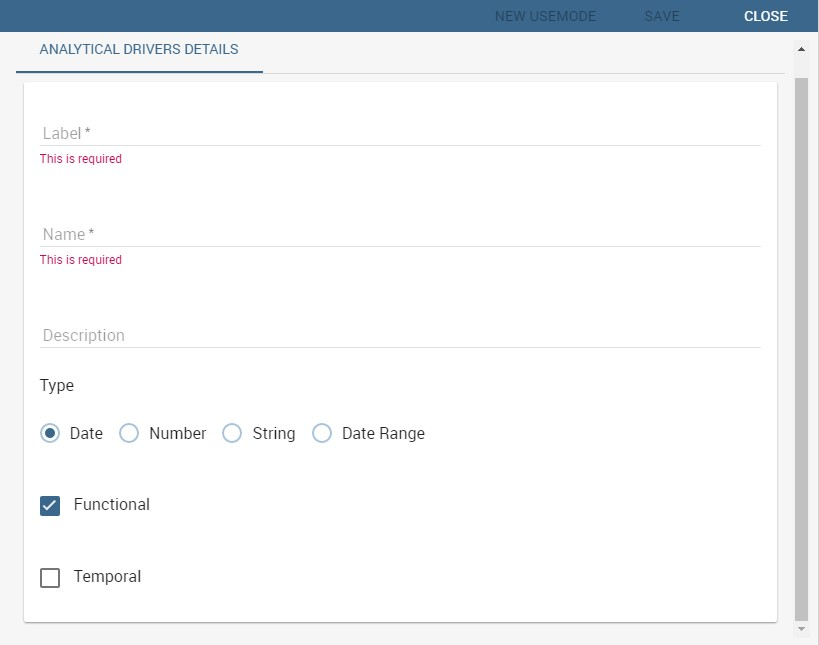 NEW USEMODE SAVE CLOSE
ANALYTICAL DRIVERS DETAILS
Label *
This is required
Name *
This is required
Description
Type
Date Number String Date Range
Functional
Temporal